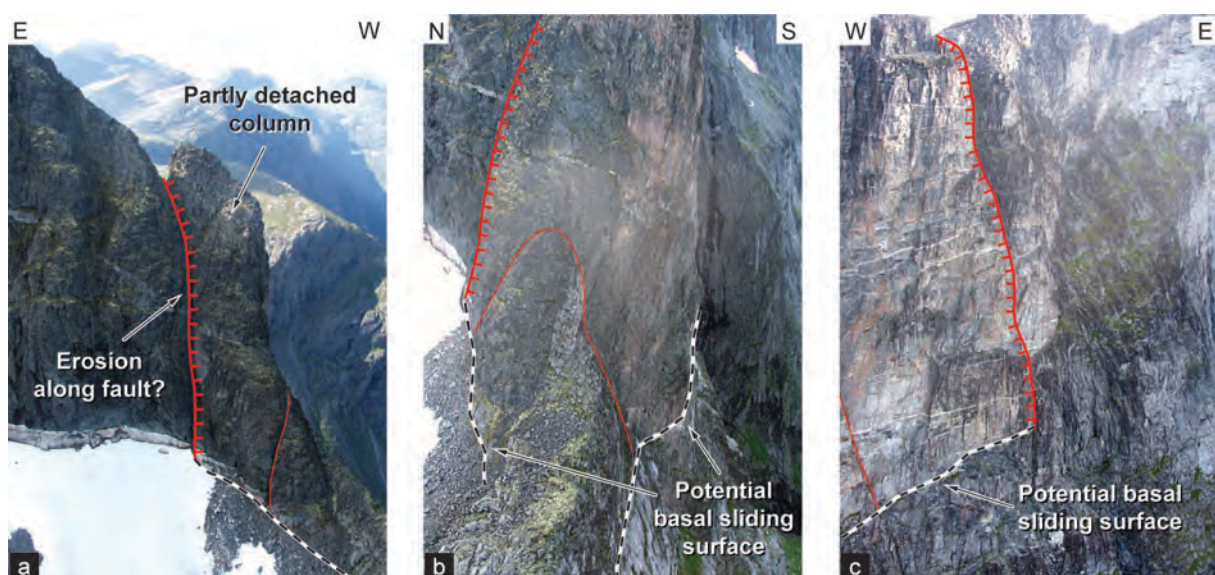 E
W
Partly detached
column
Erosion
along fault?
a
N
S
Potential
basal sliding
surface
b
W
E
Potential basal
sliding surface
c